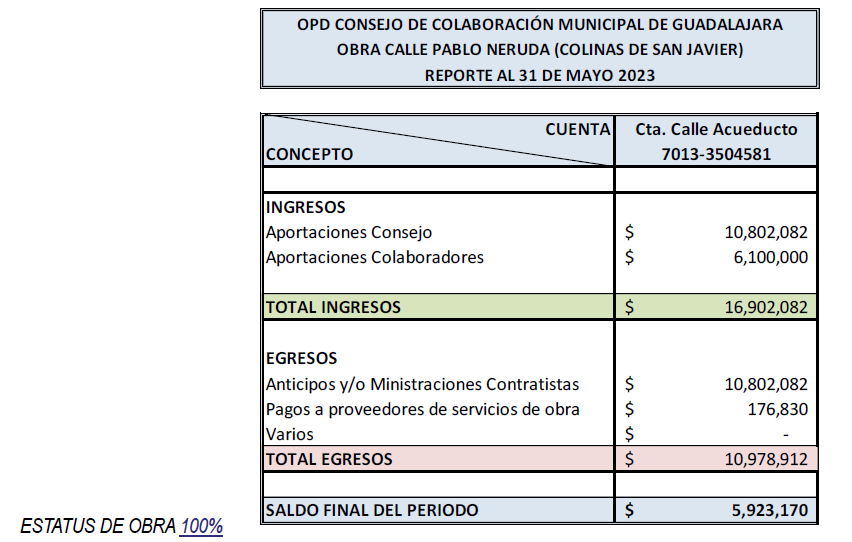 OPD CONSEJO DE COLABORACIÓN MUNICIPAL DE GUADALAJARA
OBRA CALLE PABLO NERUDA (COLINAS DE SAN JAVIER)
REPORTE AL 31 DE MAYO 2023
CUENTA Cta. Calle Acueducto
CONCEPTO 7013-3504581
INGRESOS
Aportaciones Consejo $ 10,802,082
Aportaciones Colaboradores $ 6,100,000
TOTAL INGRESOS $ 16,902,082
EGRESOS
Anticipos y/o Ministraciones Contratistas $ 10,802,082
Pagos a proveedores de servicios de obra $ 176,830
Varios $ -
TOTAL EGRESOS $ 10,978,912
SALDO FINAL DEL PERIODO $ 5,923,170
ESTATUS DE OBRA 100%